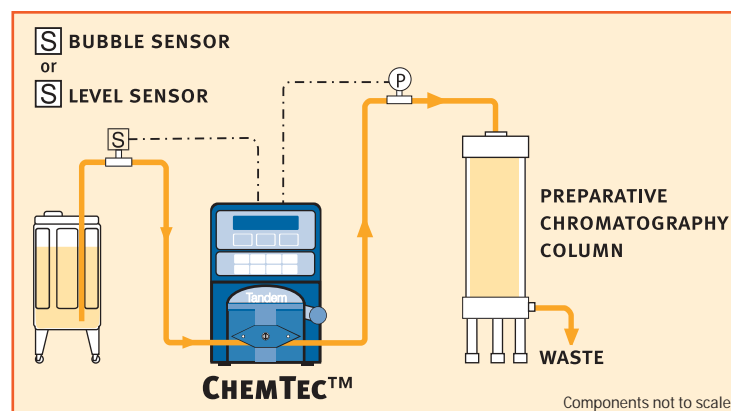 S BUBBLE SENSOR
or
S LEVEL SENSOR
P
S
Tandem
PREPARATIVE
CHROMATOGRAPHY
COLUMN
WASTE
CHEMTEC™
Components not to scale